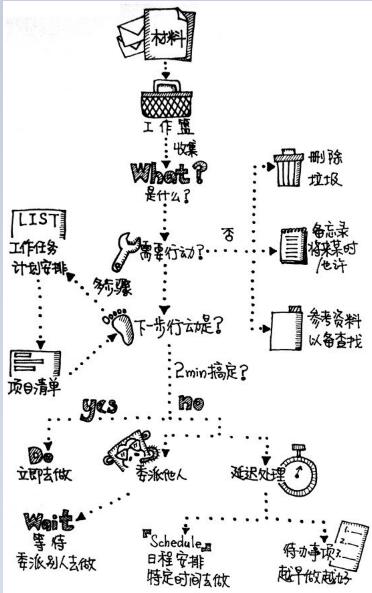 材料
工作篮
收集
What?
是什么?
删除
垃圾
否
需要行动?
备忘录
将来某时/也许
LIST
工作任务
计划安排
多步骤
下一步行动是?
参考资料
以备查找
项目清单
2min搞定?
yes
no
Do
立即去做
委派他人
延迟处理
Wait
等待
委派别人去做
『Schedule』
日程安排
特定时间去做
1.
2.
3.
待办事项
越早做越好